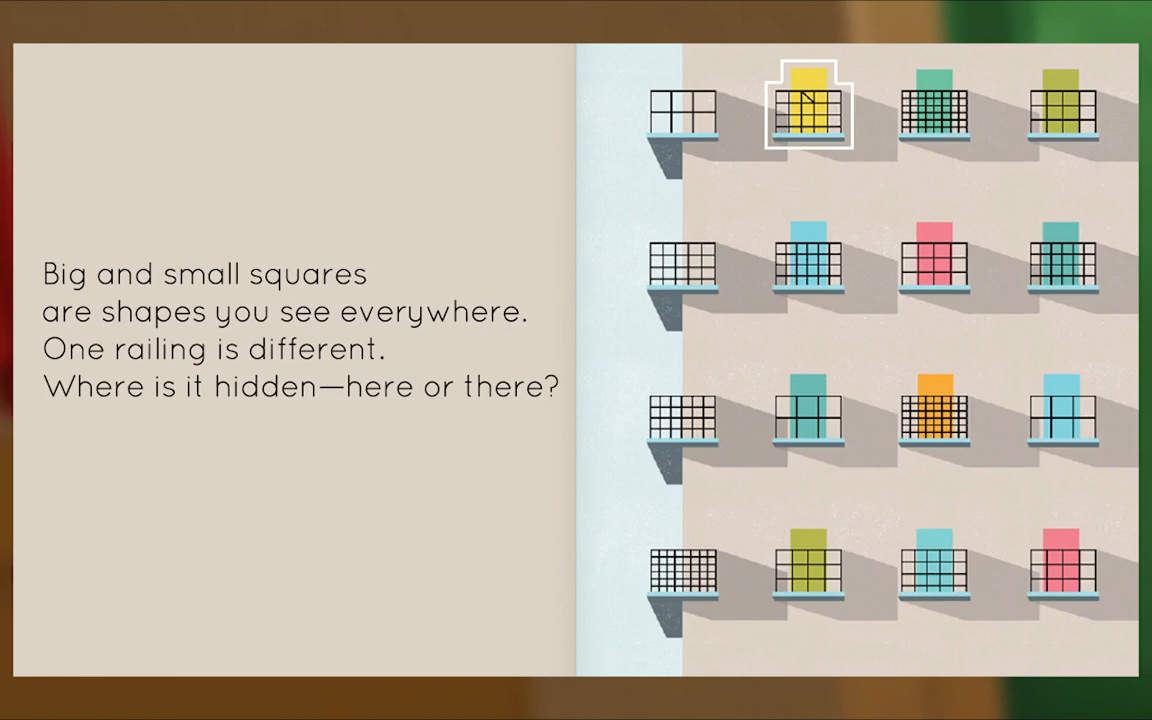 Big and small squares
are shapes you see everywhere.
One railing is different.
Where is it hidden—here or there?